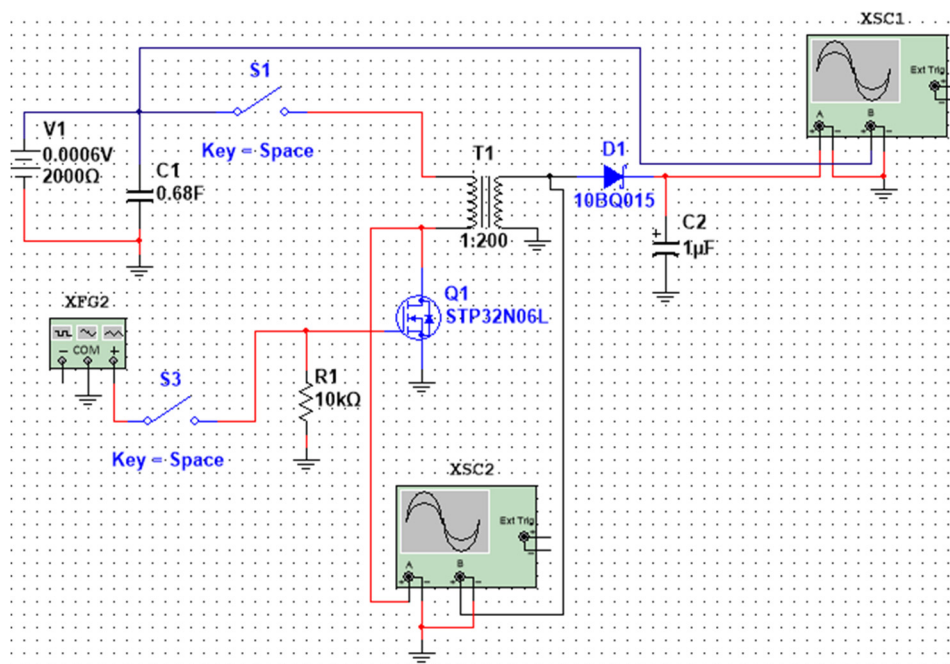 XSC1
Ext Trig
+
-
A
B
+ - + -
S1
Key = Space
V1
0.0006V
2000Ω
C1
0.68F
T1
1:200
D1
10BQ015
C2
+
1µF
XFG2
- COM +
Q1
STP32N06L
S3
Key = Space
R1
10kΩ
XSC2
Ext Trig
+
-
A
B
+ - + -